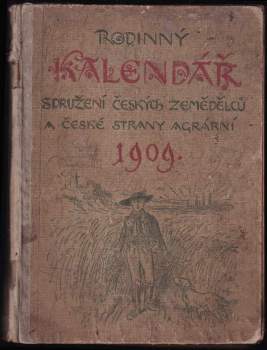 RODINNÝ
KALENDÁŘ
SDRUŽENÍ ČESKÝCH ZEMĚDĚLCŮ
A ČESKÉ STRANY AGRÁRNÍ
1909.